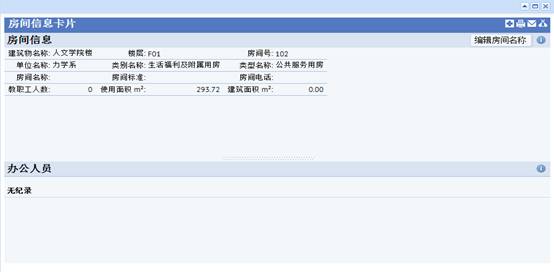 房间信息卡片
房间信息 编辑房间名称
建筑物名称: 人文学院楼 楼层: F01 房间号: 102
单位名称: 力学系 类别名称: 生活福利及附属用房 类型名称: 公共服务用房
房间名称: 房间标准: 房间电话:
教职工人数: 0 使用面积 m²: 293.72 建筑面积 m²: 0.00
办公人员
无纪录